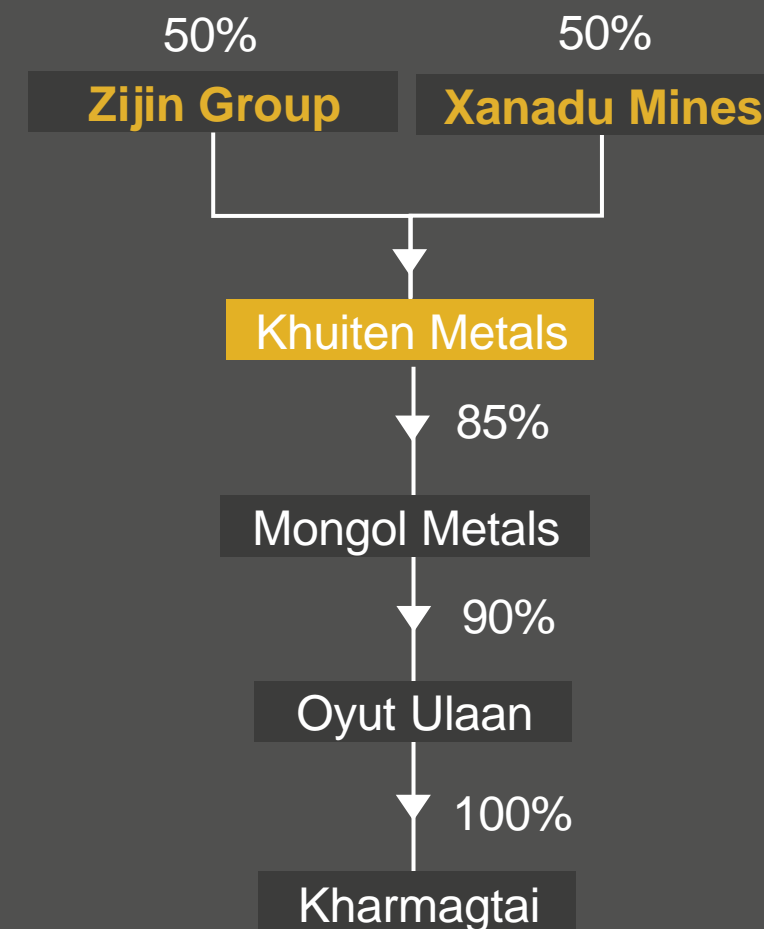 50%
50%
Zijin Group
Xanadu Mines
Khuiten Metals
85%
Mongol Metals
90%
Oyut Ulaan
100%
Kharmagtai